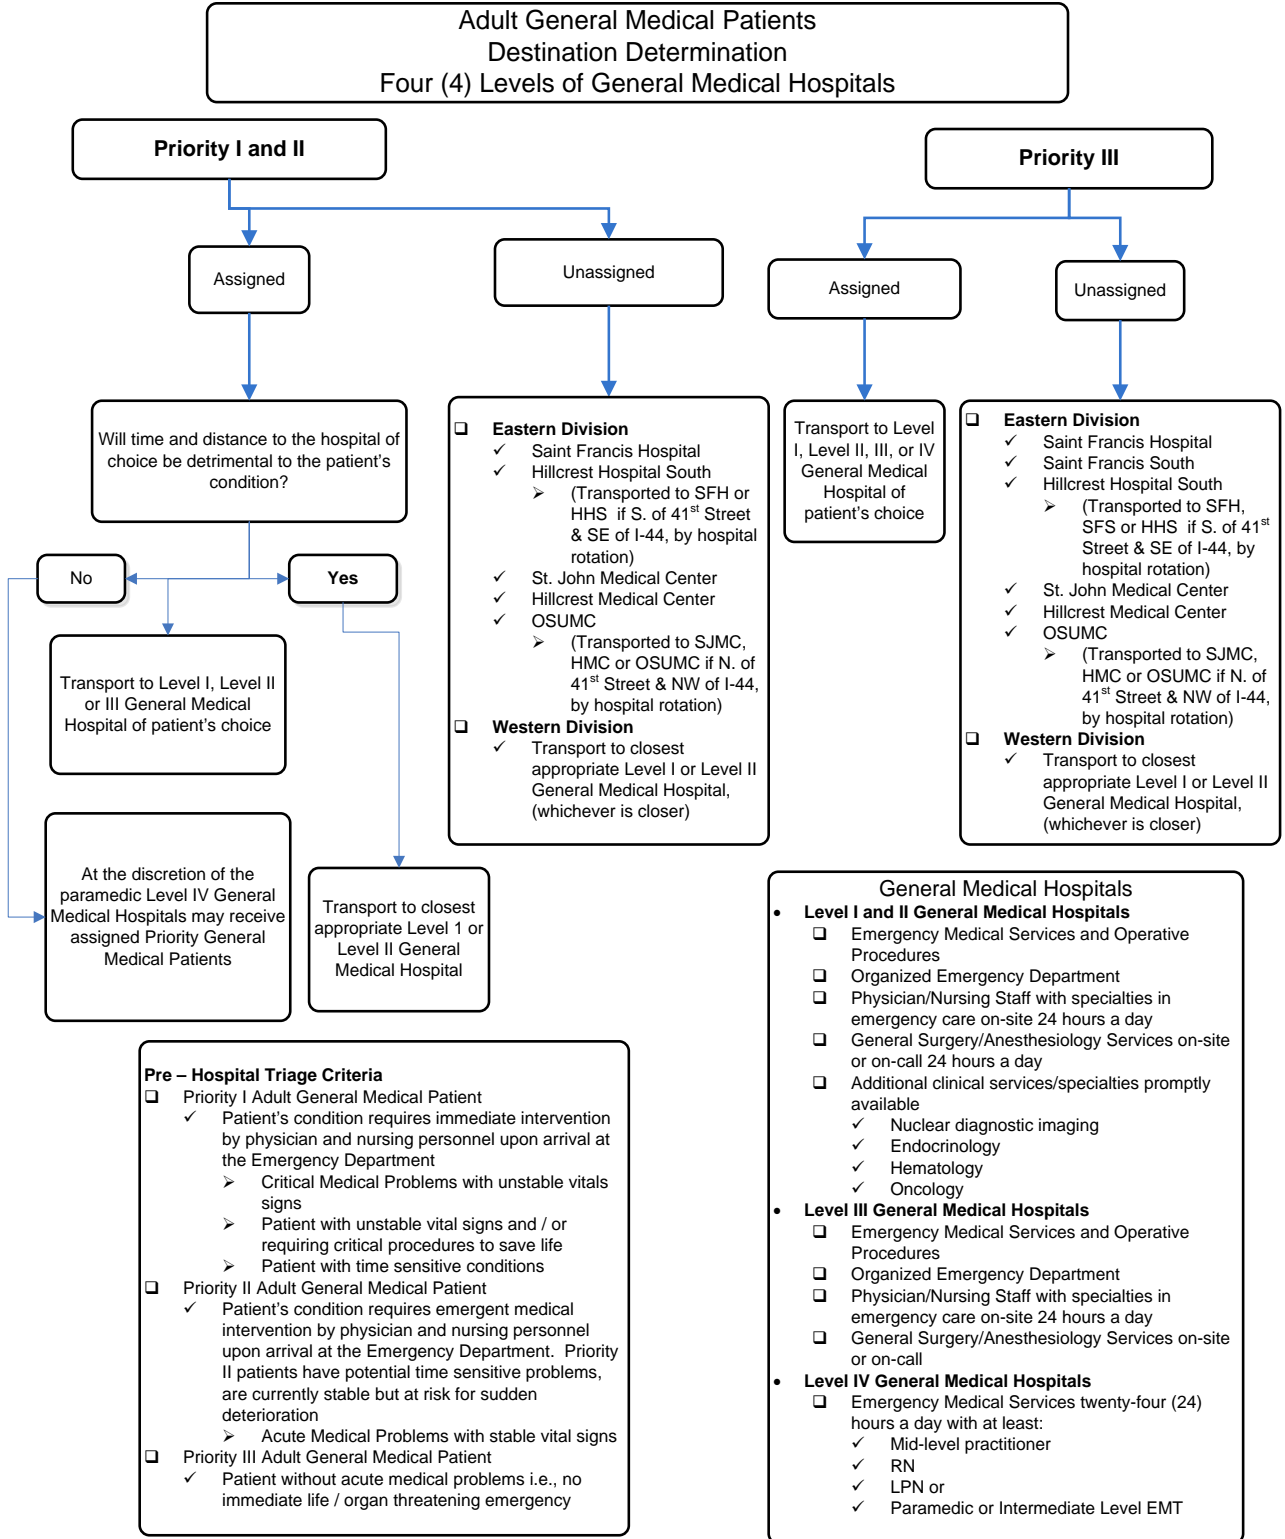 Adult General Medical Patients
Destination Determination
Four (4) Levels of General Medical Hospitals
Priority I and II
Priority III
Assigned
Unassigned
Assigned
Unassigned
Will time and distance to the hospital of
choice be detrimental to the patient's
condition?
No
Yes
Transport to Level I, Level II
or III General Medical
Hospital of patient's choice
At the discretion of the
paramedic Level IV General
Medical Hospitals may receive
assigned Priority General
Medical Patients
Transport to closest
appropriate Level 1 or
Level II General
Medical Hospital
❑ Eastern Division
✓ Saint Francis Hospital
✓ Hillcrest Hospital South
➢ (Transported to SFH or
HHS if S. of 41st Street
& SE of I-44, by hospital
rotation)
✓ St. John Medical Center
✓ Hillcrest Medical Center
✓ OSUMC
➢ (Transported to SJMC,
HMC or OSUMC if N. of
41st Street & NW of I-44,
by hospital rotation)
❑ Western Division
✓ Transport to closest
appropriate Level I or Level II
General Medical Hospital,
(whichever is closer)
Transport to Level
I, Level II, III, or IV
General Medical
Hospital of
patient's choice
❑ Eastern Division
✓ Saint Francis Hospital
✓ Saint Francis South
✓ Hillcrest Hospital South
➢ (Transported to SFH,
SFS or HHS if S. of 41st
Street & SE of I-44, by
hospital rotation)
✓ St. John Medical Center
✓ Hillcrest Medical Center
✓ OSUMC
➢ (Transported to SJMC,
HMC or OSUMC if N. of
41st Street & NW of I-44,
by hospital rotation)
❑ Western Division
✓ Transport to closest
appropriate Level I or Level II
General Medical Hospital,
(whichever is closer)
Pre – Hospital Triage Criteria
❑ Priority I Adult General Medical Patient
✓ Patient's condition requires immediate intervention
by physician and nursing personnel upon arrival at
the Emergency Department
➢ Critical Medical Problems with unstable vitals
signs
➢ Patient with unstable vital signs and / or
requiring critical procedures to save life
➢ Patient with time sensitive conditions
❑ Priority II Adult General Medical Patient
✓ Patient's condition requires emergent medical
intervention by physician and nursing personnel
upon arrival at the Emergency Department. Priority
II patients have potential time sensitive problems,
are currently stable but at risk for sudden
deterioration
➢ Acute Medical Problems with stable vital signs
❑ Priority III Adult General Medical Patient
✓ Patient without acute medical problems i.e., no
immediate life / organ threatening emergency
General Medical Hospitals
• Level I and II General Medical Hospitals
❑ Emergency Medical Services and Operative
Procedures
❑ Organized Emergency Department
❑ Physician/Nursing Staff with specialties in
emergency care on-site 24 hours a day
❑ General Surgery/Anesthesiology Services on-site
or on-call 24 hours a day
❑ Additional clinical services/specialties promptly
available
✓ Nuclear diagnostic imaging
✓ Endocrinology
✓ Hematology
✓ Oncology
• Level III General Medical Hospitals
❑ Emergency Medical Services and Operative
Procedures
❑ Organized Emergency Department
❑ Physician/Nursing Staff with specialties in
emergency care on-site 24 hours a day
❑ General Surgery/Anesthesiology Services on-site
or on-call
• Level IV General Medical Hospitals
❑ Emergency Medical Services twenty-four (24)
hours a day with at least:
✓ Mid-level practitioner
✓ RN
✓ LPN or
✓ Paramedic or Intermediate Level EMT